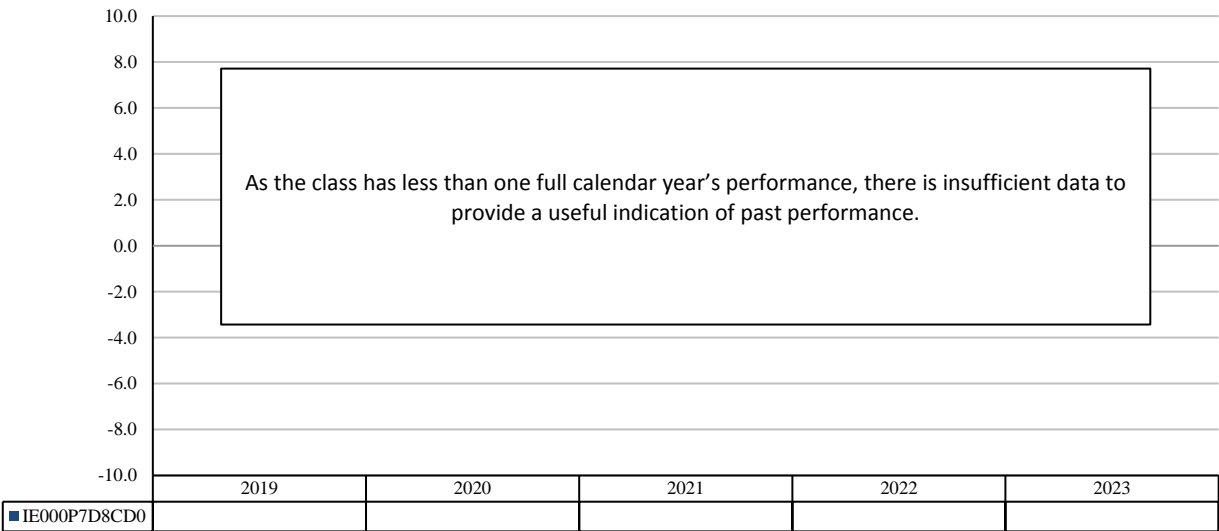 10.0
8.0
6.0
4.0
As the class has less than one full calendar year’s performance, there is insufficient data to
2.0
provide a useful indication of past performance.
0.0
-2.0
-4.0
-6.0
-8.0
-10.0
2019 2020 2021 2022 2023
IE000P7D8CD0